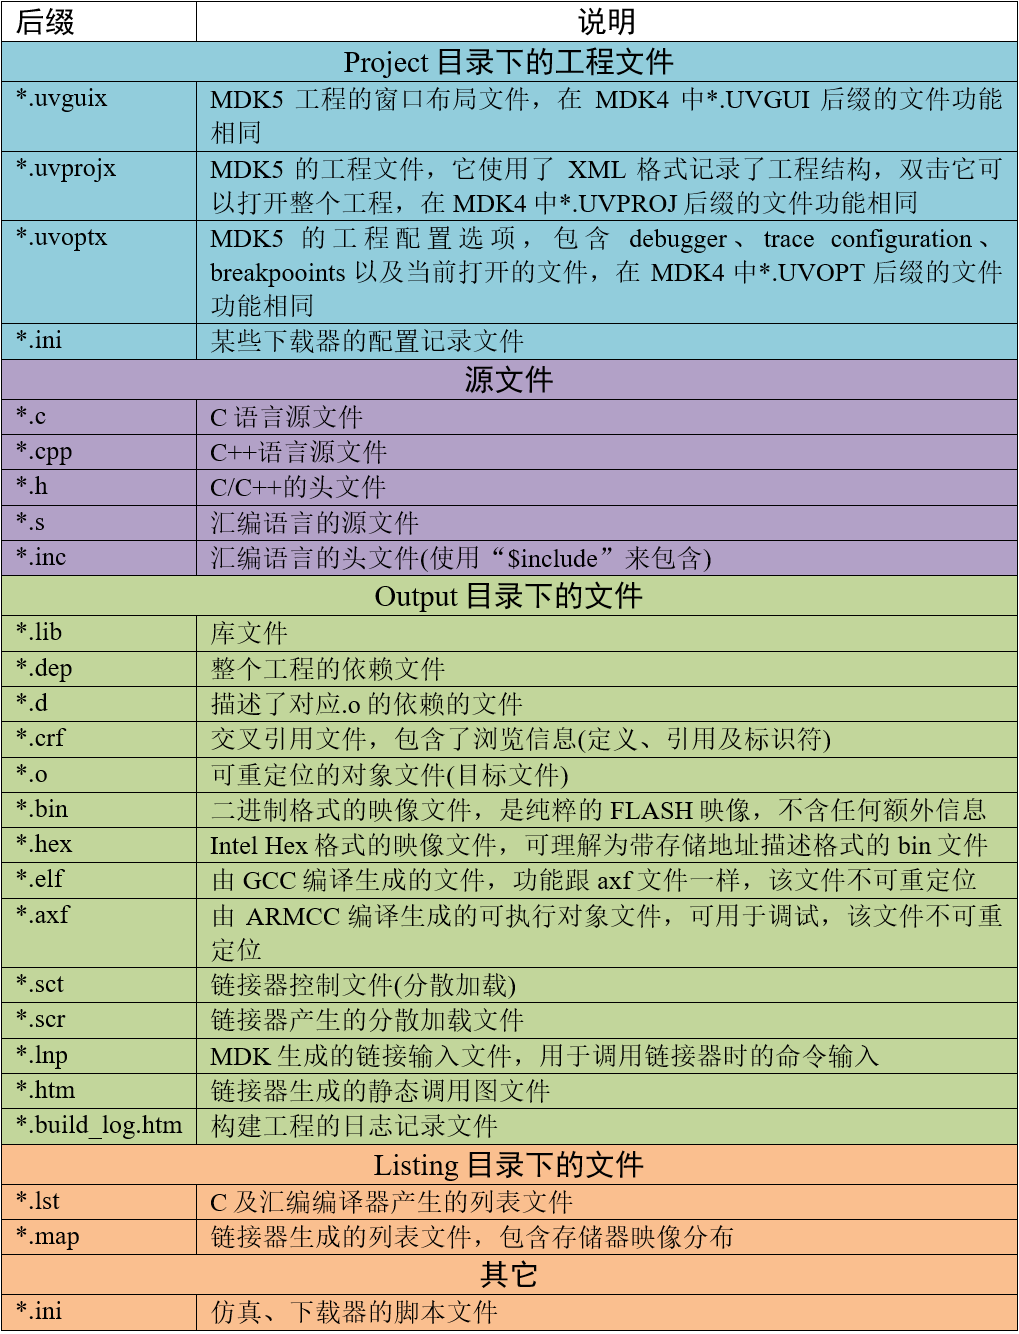 后缀 说明
Project 目录下的工程文件
*.uvguix MDK5 工程的窗口布局文件，在 MDK4 中*.UVGUI 后缀的文件功能
相同
*.uvprojx MDK5 的工程文件，它使用了 XML 格式记录了工程结构，双击它可
以打开整个工程，在 MDK4 中*.UVPROJ 后缀的文件功能相同
*.uvoptx MDK5 的工程配置选项，包含 debugger、trace configuration、
breakpooints 以及当前打开的文件，在 MDK4 中*.UVOPT 后缀的文件
功能相同
*.ini 某些下载器的配置记录文件
源文件
*.c C 语言源文件
*.cpp C++语言源文件
*.h C/C++的头文件
*.s 汇编语言的源文件
*.inc 汇编语言的头文件(使用“$include”来包含)
Output 目录下的文件
*.lib 库文件
*.dep 整个工程的依赖文件
*.d 描述了对应.o 的依赖的文件
*.crf 交叉引用文件，包含了浏览信息(定义、引用及标识符)
*.o 可重定位的对象文件(目标文件)
*.bin 二进制格式的映像文件，是纯粹的 FLASH 映像，不含任何额外信息
*.hex Intel Hex 格式的映像文件，可理解为带存储地址描述格式的 bin 文件
*.elf 由 GCC 编译生成的文件，功能跟 axf 文件一样，该文件不可重定位
*.axf 由 ARMCC 编译生成的可执行对象文件，可用于调试，该文件不可重
定位
*.sct 链接器控制文件(分散加载)
*.scr 链接器产生的分散加载文件
*.lnp MDK 生成的链接输入文件，用于调用链接器时的命令输入
*.htm 链接器生成的静态调用图文件
*.build_log.htm 构建工程的日志记录文件
Listing 目录下的文件
*.lst C 及汇编编译器产生的列表文件
*.map 链接器生成的列表文件，包含存储器映像分布
其它
*.ini 仿真、下载器的脚本文件